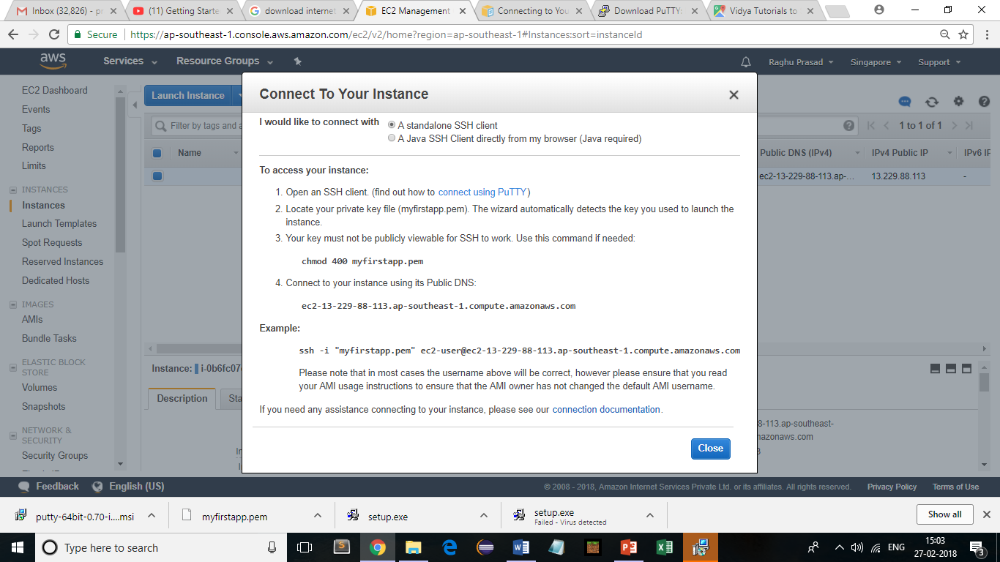 Inbox (32,826) - p
(11) Getting Starte
download internet
EC2 Management
Connecting to You
Download PuTTY:
Vidya Tutorials to
Secure https://ap-southeast-1.console.aws.amazon.com/ec2/v2/home?region=ap-southeast-1#Instances:sort=instanceId
aws Services Resource Groups Raghu Prasad Singapore Support
EC2 Dashboard
Events
Tags
Reports
Limits
INSTANCES
Instances
Launch Templates
Spot Requests
Reserved Instances
Dedicated Hosts
IMAGES
AMIs
Bundle Tasks
ELASTIC BLOCK
STORE
Volumes
Snapshots
NETWORK &
SECURITY
Security Groups
Launch Instance
Filter by tags and
1 to 1 of 1
Name Public DNS (IPv4) IPv4 Public IP IPv6 IP
ec2-13-229-88-113.ap-... 13.229.88.113 -
Connect To Your Instance
I would like to connect with A standalone SSH client
A Java SSH Client directly from my browser (Java required)
To access your instance:
1. Open an SSH client. (find out how to connect using PuTTY)
2. Locate your private key file (myfirstapp.pem). The wizard automatically detects the key you used to launch the
instance.
3. Your key must not be publicly viewable for SSH to work. Use this command if needed:
chmod 400 myfirstapp.pem
4. Connect to your instance using its Public DNS:
ec2-13-229-88-113.ap-southeast-1.compute.amazonaws.com
Example:
ssh -i "myfirstapp.pem" ec2-user@ec2-13-229-88-113.ap-southeast-1.compute.amazonaws.com
Please note that in most cases the username above will be correct, however please ensure that you read
your AMI usage instructions to ensure that the AMI owner has not changed the default AMI username.
If you need any assistance connecting to your instance, please see our connection documentation.
Close
Instance: i-0b6fc07
Description Sta
8-113.ap-southeast-
nazonaws.com
3
Feedback English (US) © 2008 - 2018, Amazon Internet Services Private Ltd. or its affiliates. All rights reserved. Privacy Policy Terms of Use
putty-64bit-0.70-i....msi
myfirstapp.pem
setup.exe
setup.exe
Failed - Virus detected
Show all
Type here to search
ENG
15:03
27-02-2018
3